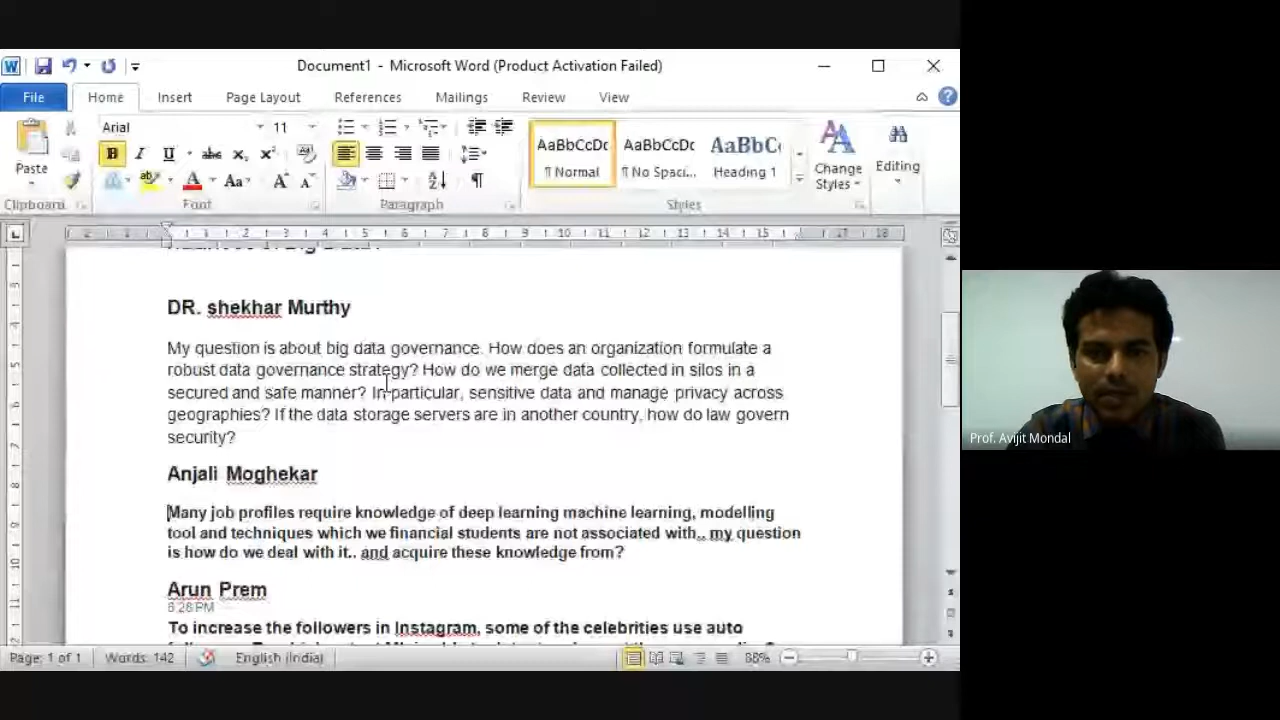 Document1 - Microsoft Word (Product Activation Failed)
File Home Insert Page Layout References Mailings Review View
Arial 11
Paste
Clipboard Font Paragraph Styles
AaBbCcDc AaBbCcDc AaBbC
¶ Normal ¶ No Spaci... Heading 1
Change Styles
Editing
DR. shekhar Murthy
My question is about big data governance. How does an organization formulate a
robust data governance strategy? How do we merge data collected in silos in a
secured and safe manner? In particular, sensitive data and manage privacy across
geographies? If the data storage servers are in another country, how do law govern
security?
Anjali Moghekar
Many job profiles require knowledge of deep learning machine learning, modelling
tool and techniques which we financial students are not associated with.. my question
is how do we deal with it.. and acquire these knowledge from?
Arun Prem
6:28 PM
To increase the followers in Instagram, some of the celebrities use auto
Page: 1 of 1 Words: 142 English (India) 88%
Prof. Avijit Mondal